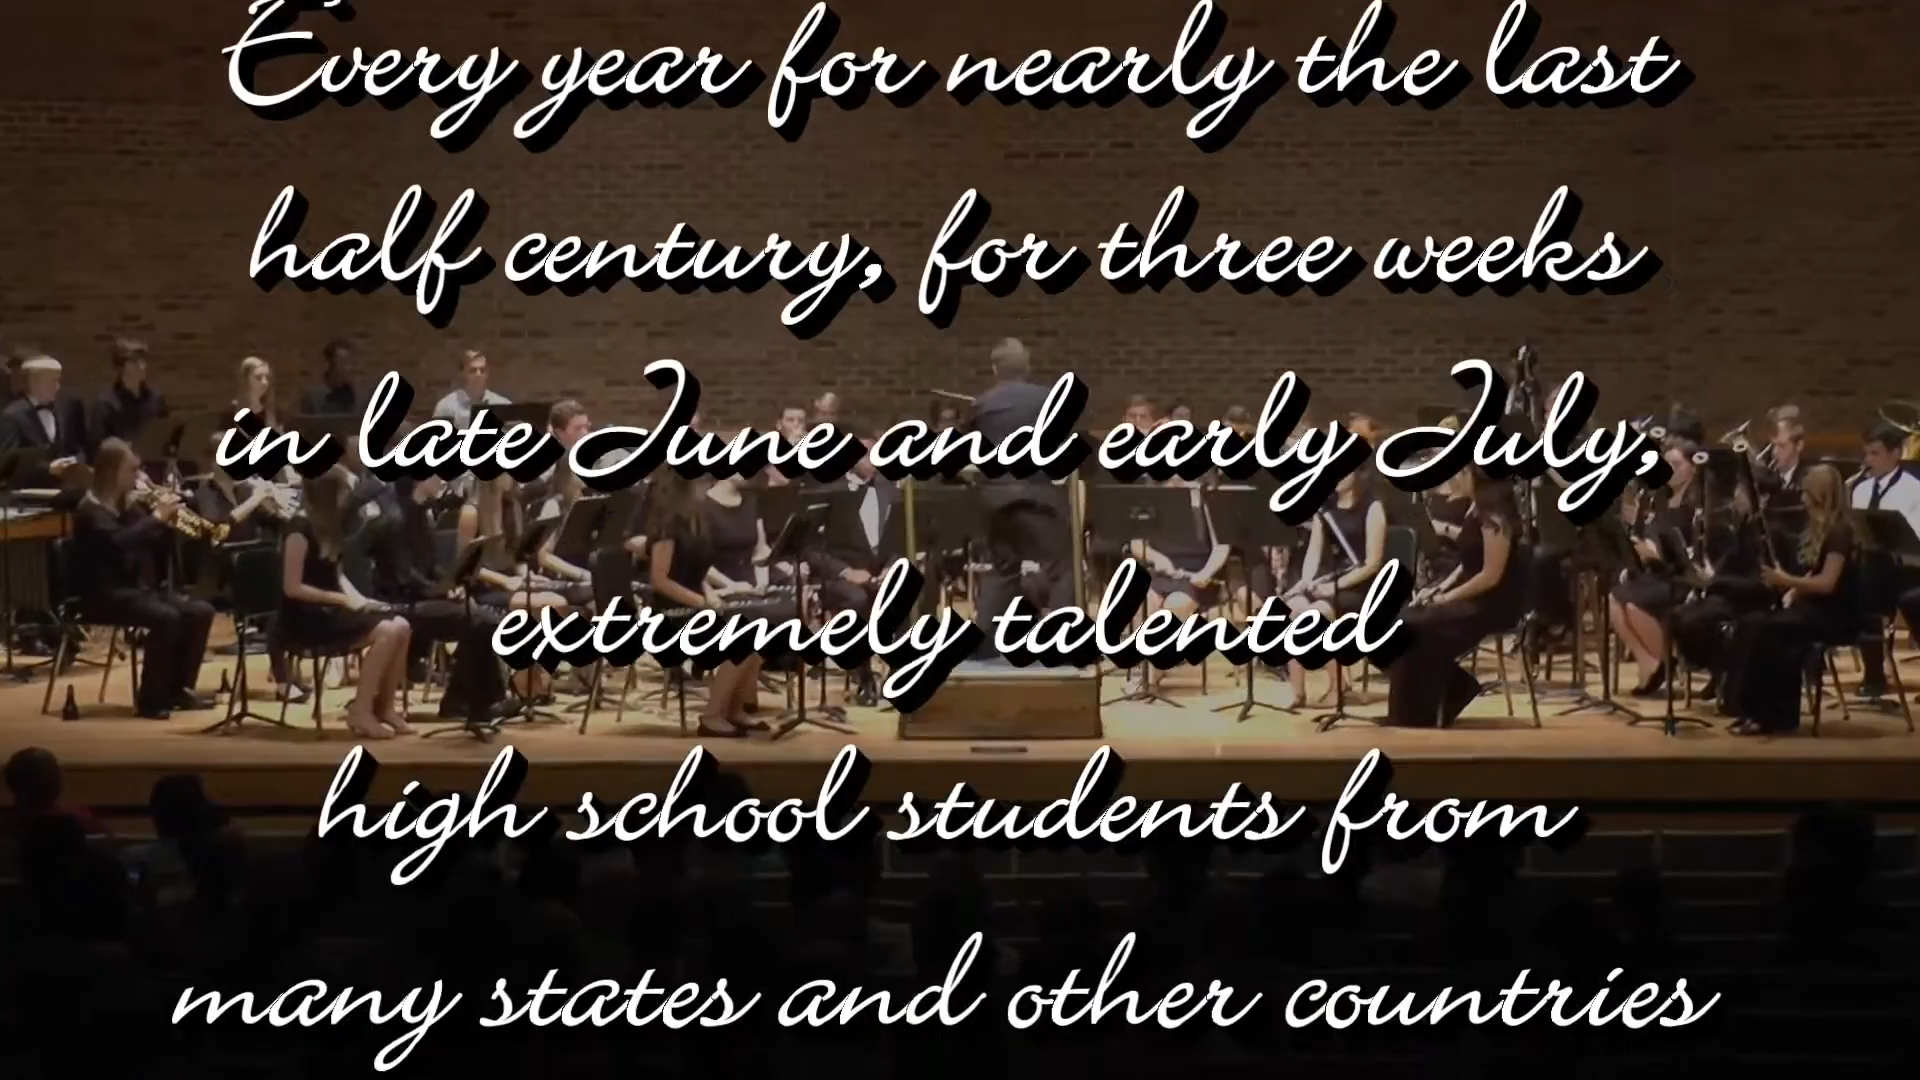 Every year for nearly the last
half century, for three weeks
in late June and early July,
extremely talented
high school students from
many states and other countries